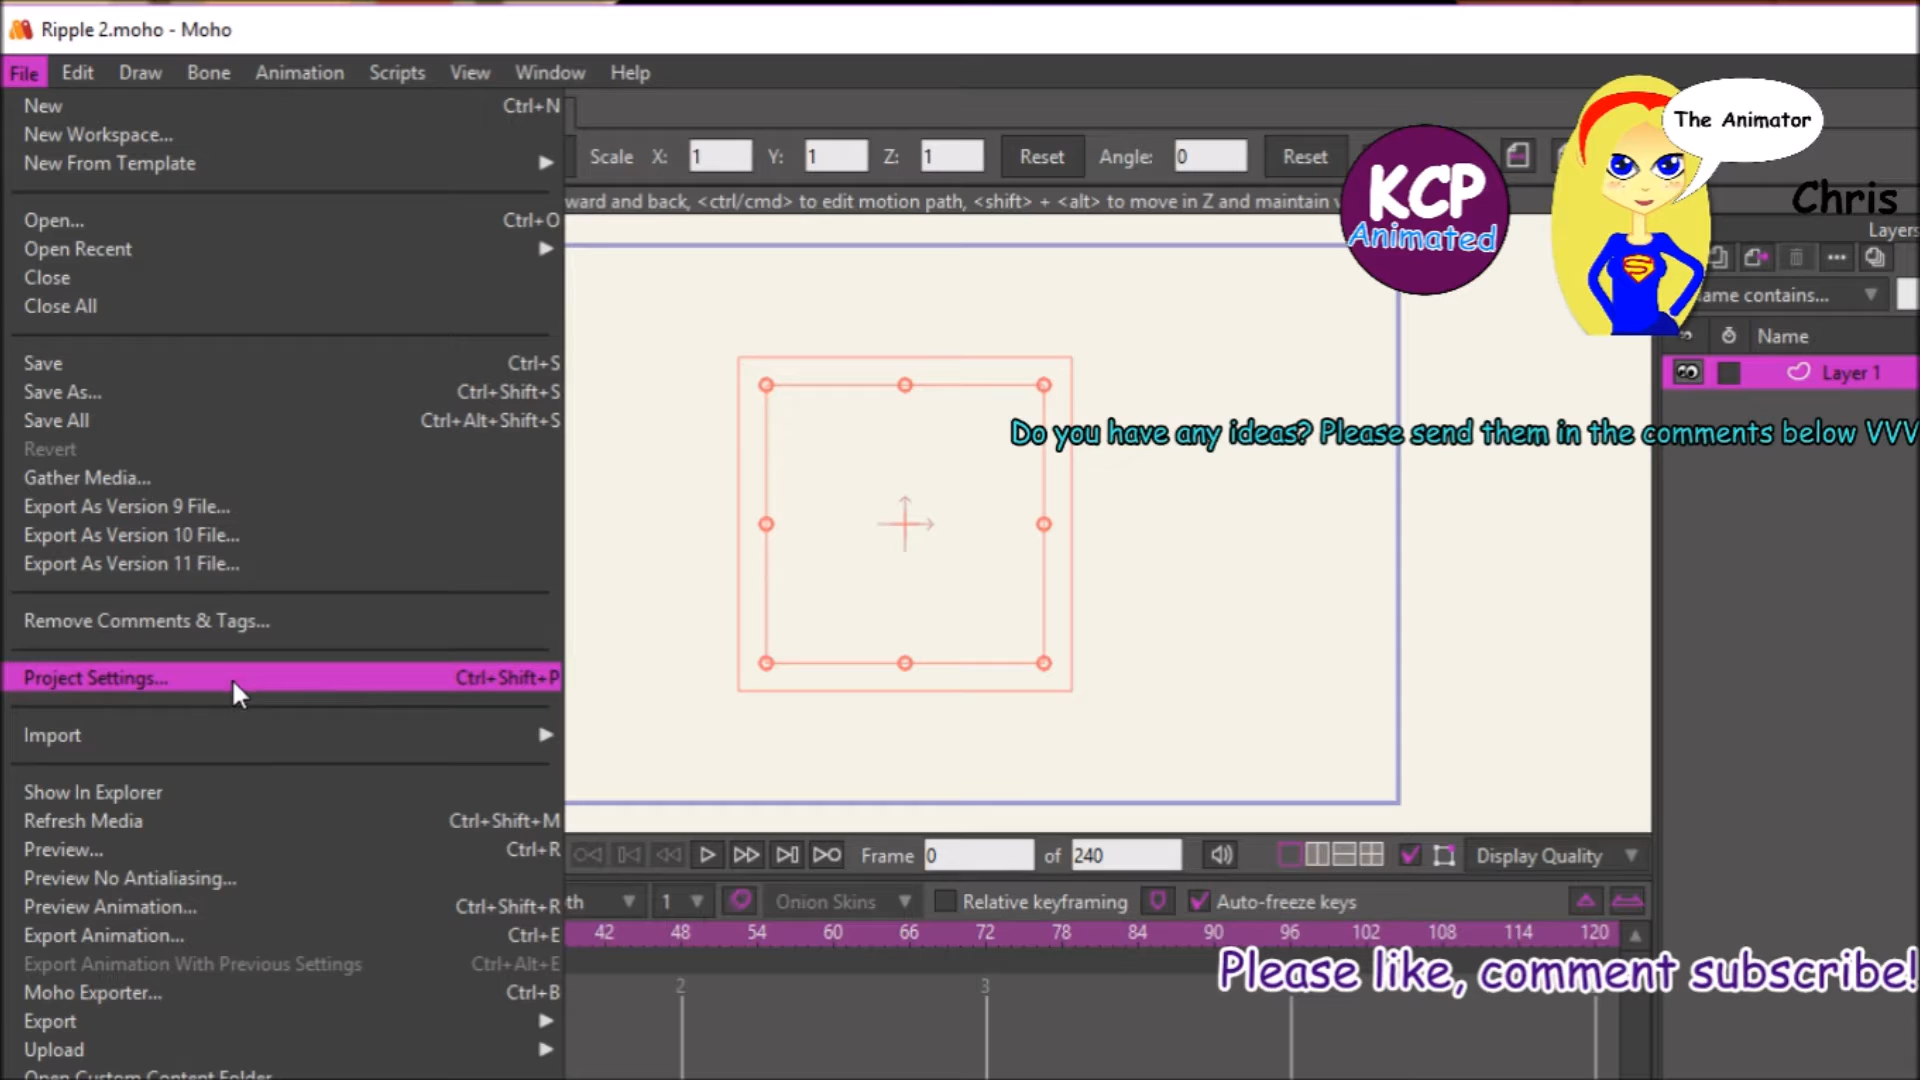 Ripple 2.moho - Moho
File Edit Draw Bone Animation Scripts View Window Help
New Ctrl+N
New Workspace...
New From Template
Open... Ctrl+O
Open Recent
Close
Close All
Save Ctrl+S
Save As... Ctrl+Shift+S
Save All Ctrl+Alt+Shift+S
Revert
Gather Media...
Export As Version 9 File...
Export As Version 10 File...
Export As Version 11 File...
Remove Comments & Tags...
Project Settings... Ctrl+Shift+P
Import
Show In Explorer
Refresh Media Ctrl+Shift+M
Preview... Ctrl+R
Preview No Antialiasing...
Preview Animation... Ctrl+Shift+R
Export Animation... Ctrl+E
Export Animation With Previous Settings Ctrl+Alt+E
Moho Exporter... Ctrl+B
Export
Upload
Open Custom Content Folder
Scale X: 1 Y: 1 Z: 1 Reset Angle: 0 Reset
ward and back, <ctrl/cmd> to edit motion path, <shift> + <alt> to move in Z and maintain
KCP
Animated
The Animator
Chris
Layers
ame contains...
Name
Layer 1
Do you have any ideas? Please send them in the comments below VVV
Frame 0 of 240 Display Quality
th 1 Onion Skins Relative keyframing Auto-freeze keys
42 48 54 60 66 72 78 84 90 96 102 108 114 120
Please like, comment subscribe!
2 3